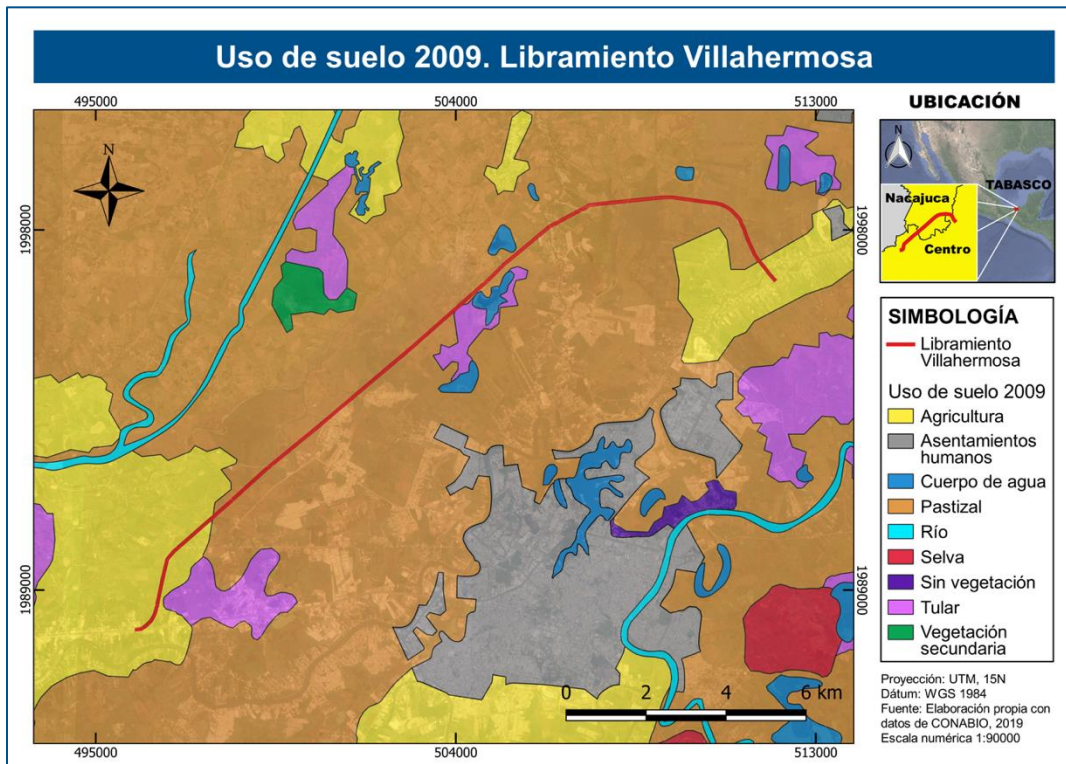 Uso de suelo 2009. Libramiento Villahermosa
495000
504000
513000
N
1998000
1998000
1989000
1989000
0
2
4
6 km
495000
504000
513000
UBICACIÓN
N
TABASCO
Nacajuca
Centro
SIMBOLOGÍA
Libramiento
Villahermosa
Uso de suelo 2009
Agricultura
Asentamientos
humanos
Cuerpo de agua
Pastizal
Río
Selva
Sin vegetación
Tular
Vegetación
secundaria
Proyección: UTM, 15N
Dátum: WGS 1984
Fuente: Elaboración propia con
datos de CONABIO, 2019
Escala numérica 1:90000